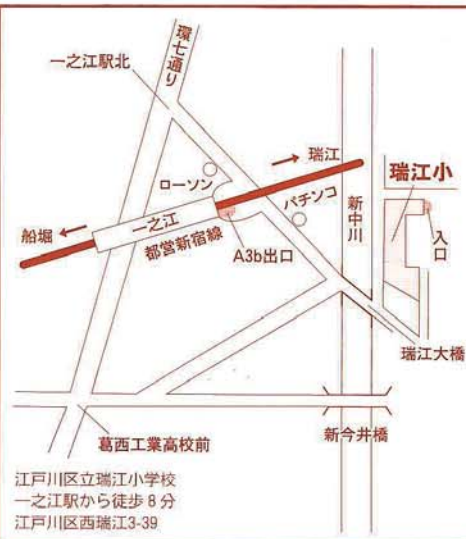 環七通り
一之江駅北
瑞江
ローソン
パチンコ
新中川
瑞江小
船堀
一之江
都営新宿線
A3b出口
入口
瑞江大橋
新今井橋
葛西工業高校前
江戸川区立瑞江小学校
一之江駅から徒歩8分
江戸川区西瑞江3-39